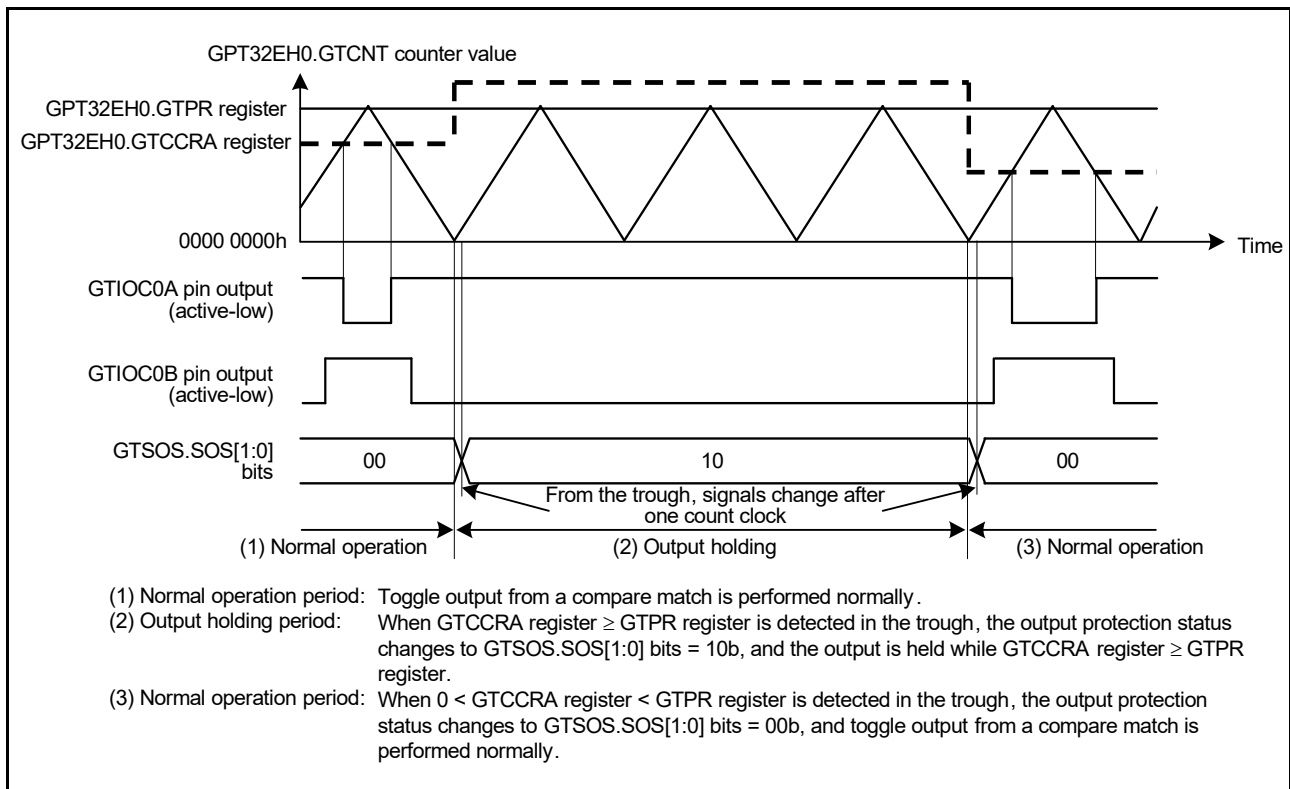 GPT32EH0.GTCNT counter value
GPT32EH0.GTPR register
GPT32EH0.GTCCRA register
0000 0000h
Time
GTIOC0A pin output
(active-low)
GTIOC0B pin output
(active-low)
GTSOS.SOS[1:0]
bits
00
10
00
From the trough, signals change after
one count clock
(1) Normal operation
(2) Output holding
(3) Normal operation
(1) Normal operation period: Toggle output from a compare match is performed normally.
(2) Output holding period: When GTCCRA register ≥ GTPR register is detected in the trough, the output protection status
changes to GTSOS.SOS[1:0] bits = 10b, and the output is held while GTCCRA register ≥ GTPR
register.
(3) Normal operation period: When 0 < GTCCRA register < GTPR register is detected in the trough, the output protection
status changes to GTSOS.SOS[1:0] bits = 00b, and toggle output from a compare match is
performed normally.